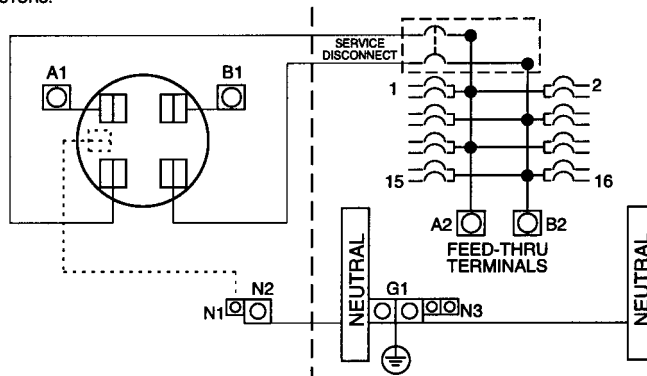 SERVICE
DISCONNECT
A1
B1
1
2
15
16
A2
B2
FEED-THRU
TERMINALS
NEUTRAL
N1
N2
G1
N3
NEUTRAL